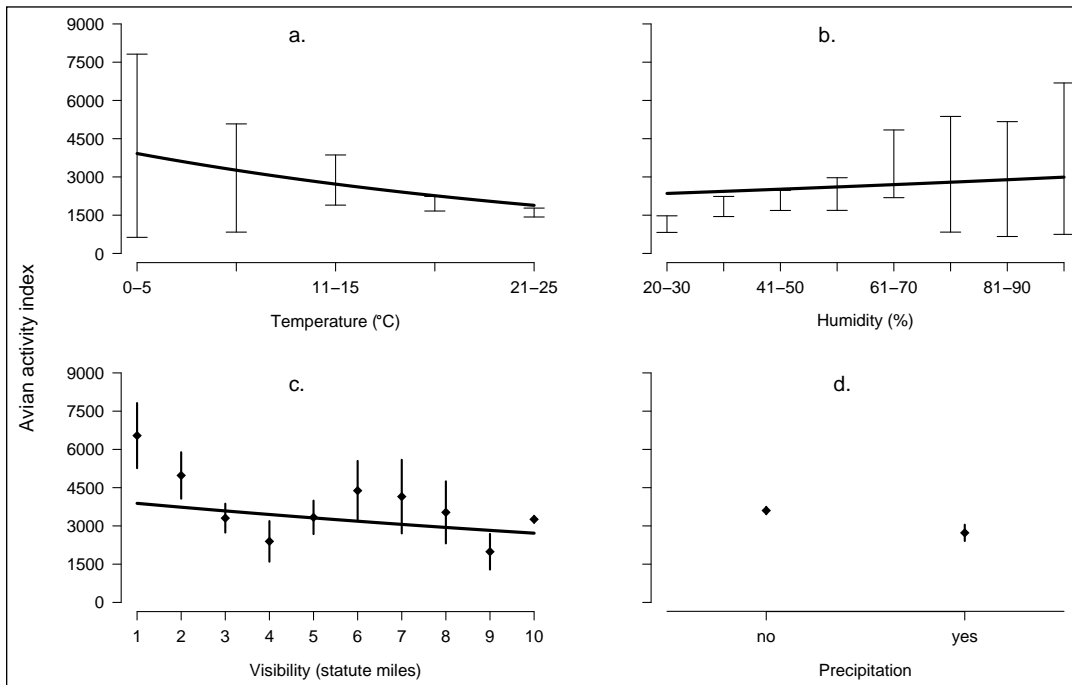 Avian activity index
a.
9000
7500
6000
4500
3000
1500
0
0–5
11–15
21–25
Temperature (°C)
b.
20–30
41–50
61–70
81–90
Humidity (%)
c.
9000
7500
6000
4500
3000
1500
0
1 2 3 4 5 6 7 8 9 10
Visibility (statute miles)
d.
no
yes
Precipitation